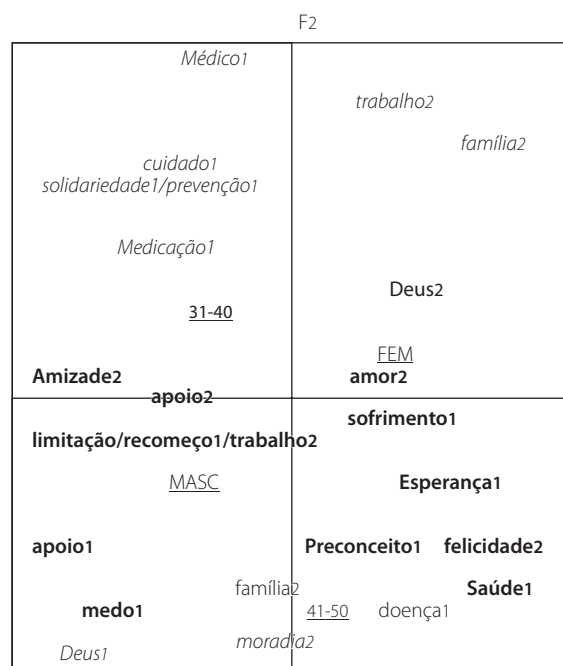 F2
Médico1
trabalho2
família2
cuidado1
solidariedade1/prevenção1
Medicação1
Deus2
31-40
FEM
Amizade2
amor2
apoio2
sofrimento1
limitação/recomeço1/trabalho2
MASC
Esperança1
apoio1
Preconceito1
felicidade2
família2
Saúde1
medo1
41-50
doença1
moradia2
Deus1